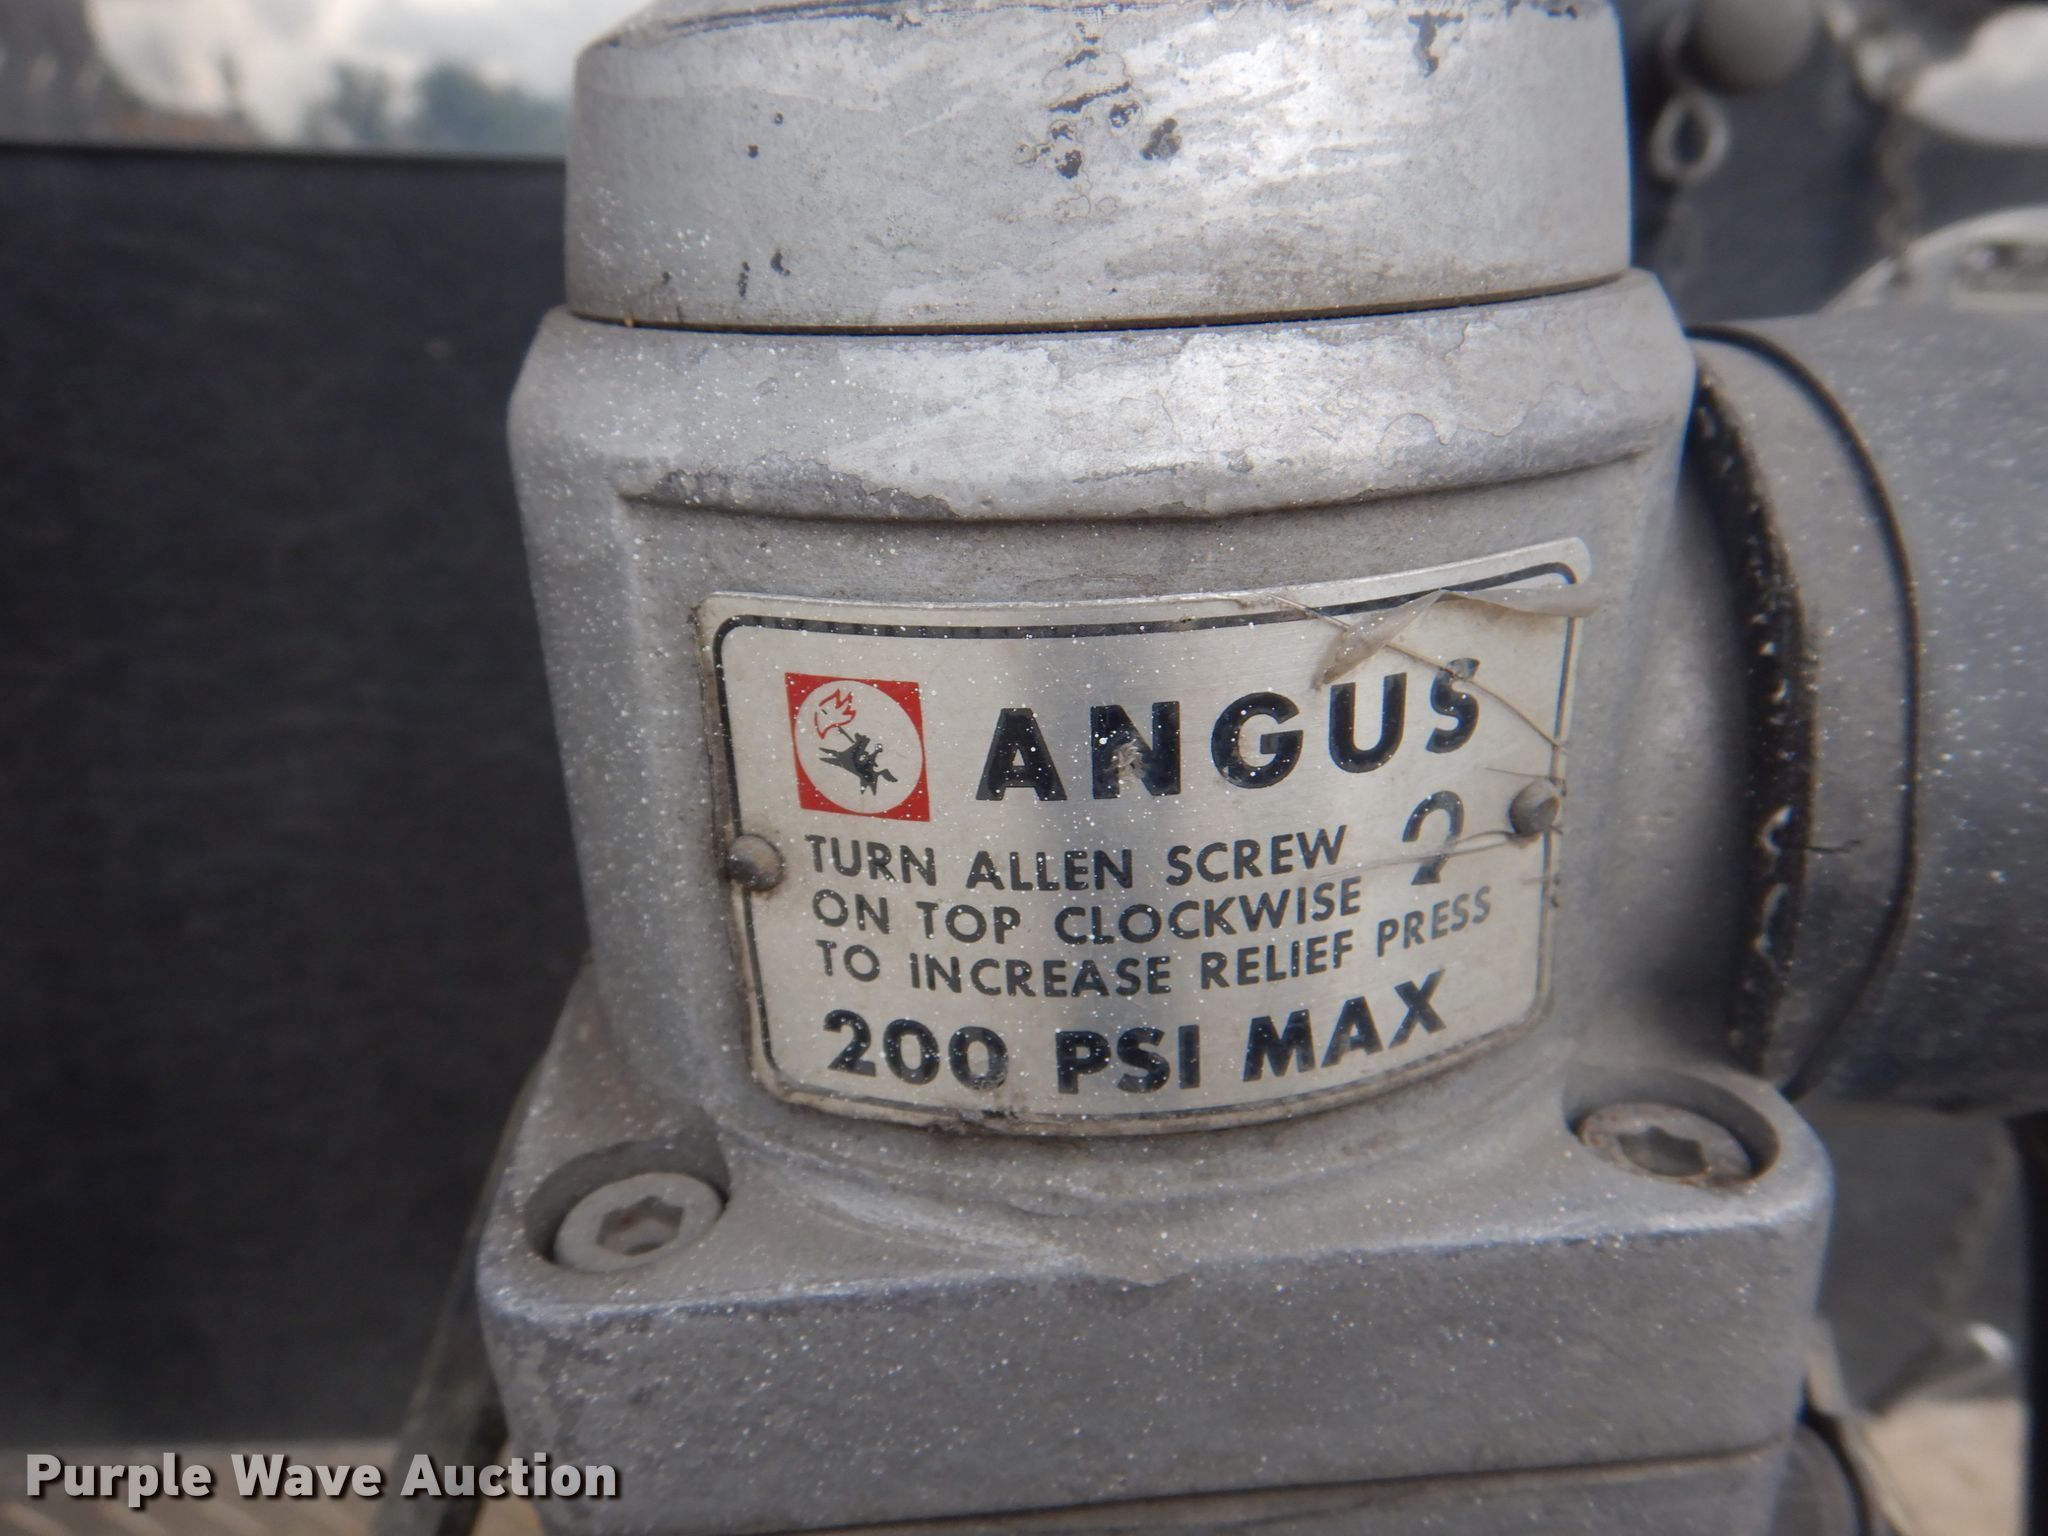 ANGUS
TURN ALLEN SCREW
ON TOP CLOCKWISE
TO INCREASE RELIEF PRESS
200 PSI MAX
Purple Wave Auction